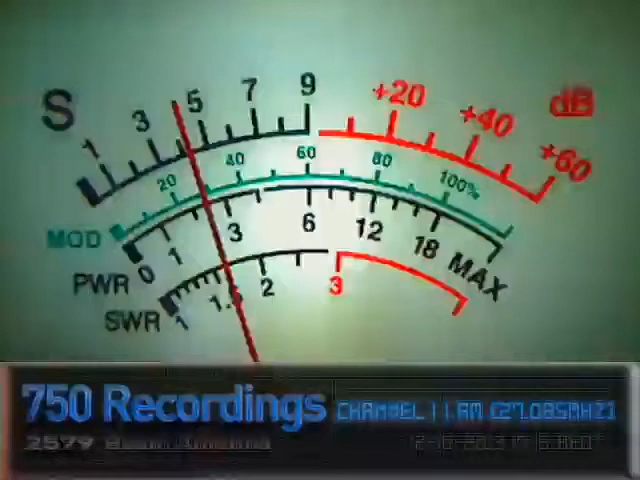 S 1 3 5 7 9 +20 +40 +60 dB
MOD 20 40 60 80 100%
PWR 0 1 3 6 12 18 MAX
SWR 1 1.5 2 3
750 Recordings CHANNEL 11 AM (27.085MHZ)
2579